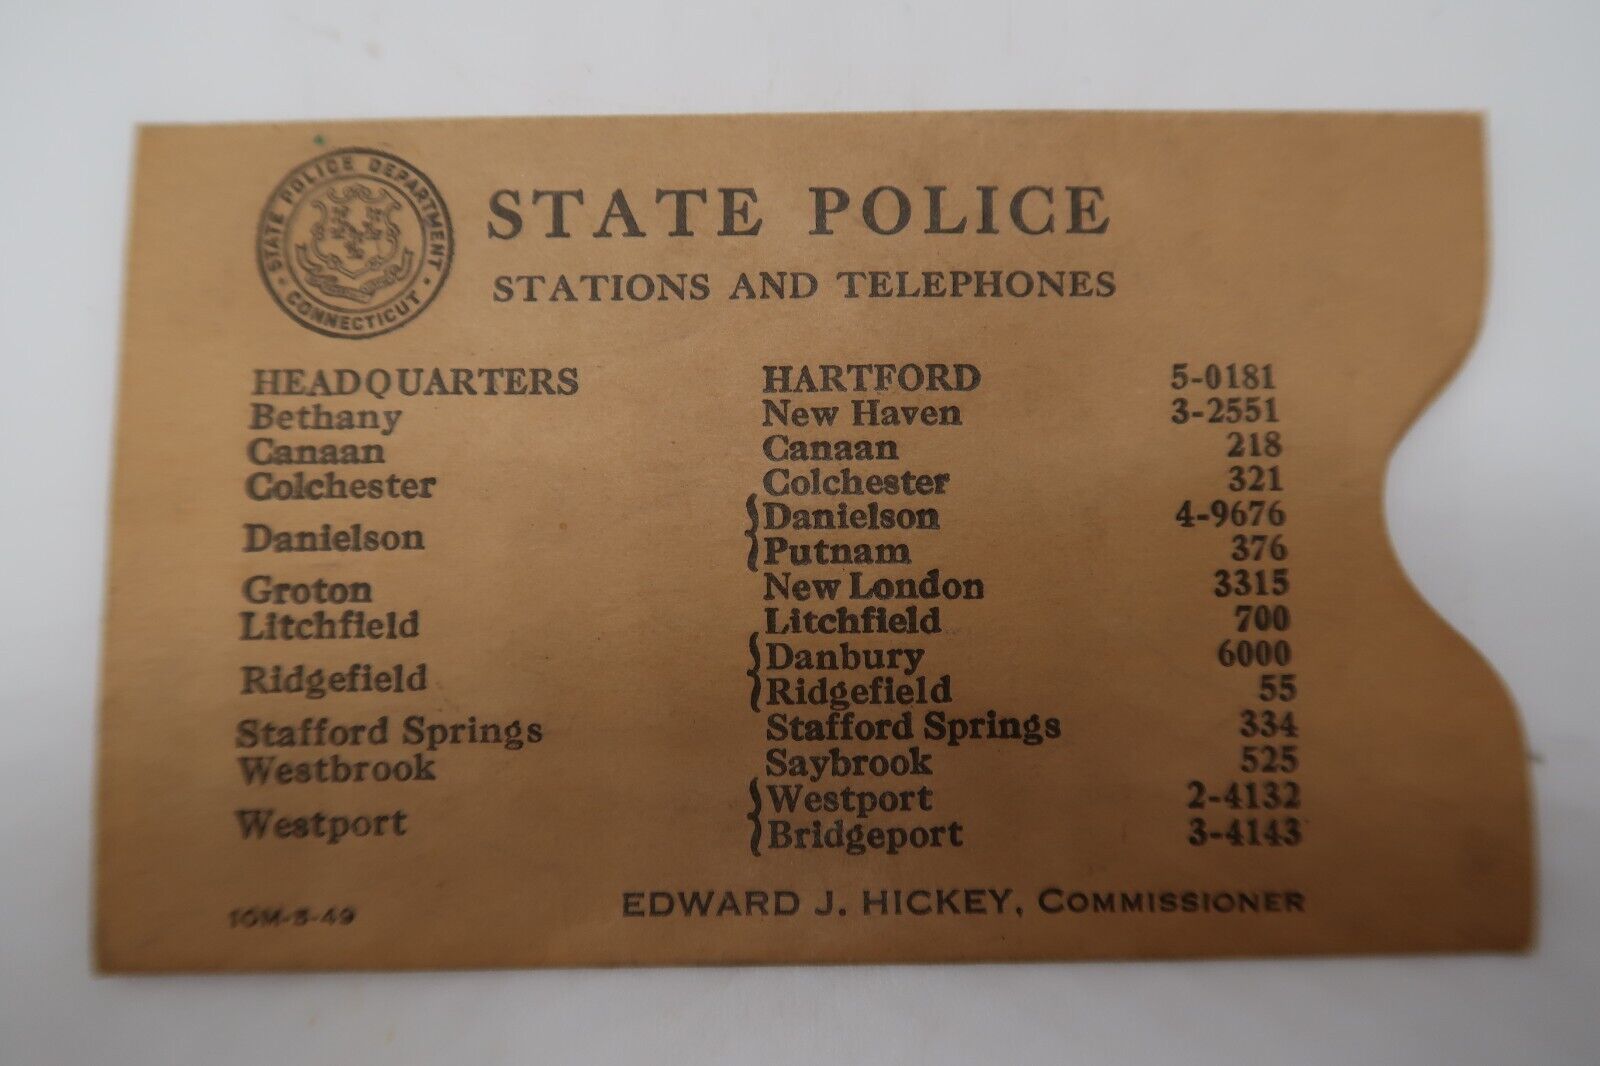 STATE POLICE DEPARTMENT
CONNECTICUT
STATE POLICE
STATIONS AND TELEPHONES
HEADQUARTERS HARTFORD 5-0181
Bethany New Haven 3-2551
Canaan Canaan 218
Colchester Colchester 321
Danielson { Danielson 4-9676
Putnam 376
Groton New London 3315
Litchfield Litchfield 700
Ridgefield { Danbury 6000
Ridgefield 55
Stafford Springs Stafford Springs 334
Westbrook Saybrook 525
Westport { Westport 2-4132
Bridgeport 3-4143
EDWARD J. HICKEY, COMMISSIONER